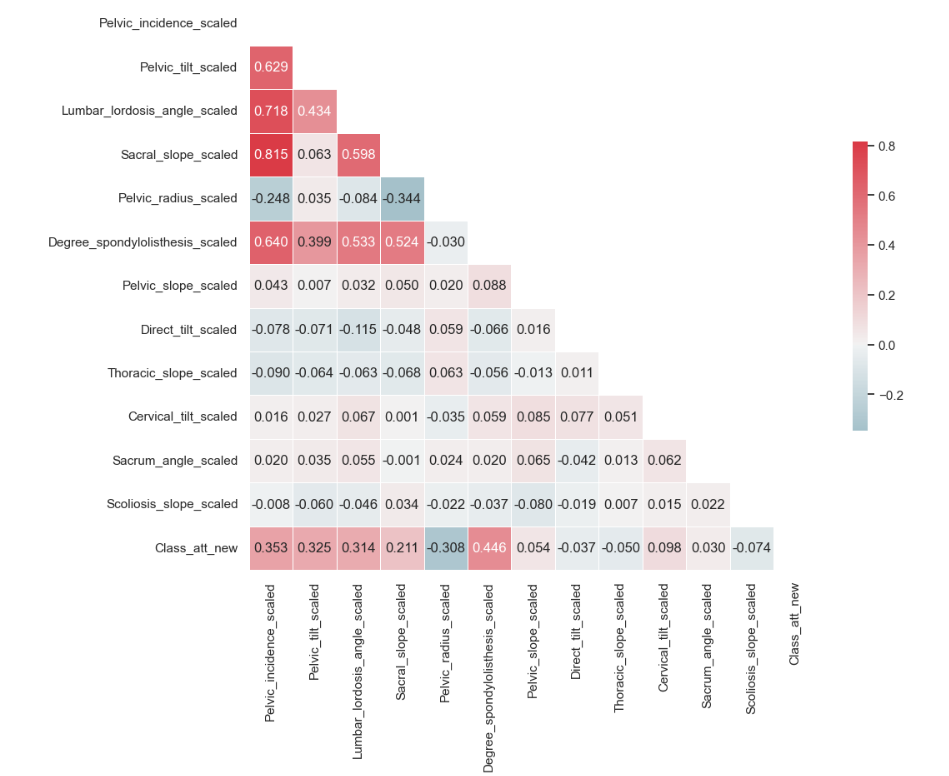 Pelvic_incidence_scaled
Pelvic_tilt_scaled 0.629
Lumbar_lordosis_angle_scaled 0.718 0.434
Sacral_slope_scaled 0.815 0.063 0.598
Pelvic_radius_scaled -0.248 0.035 -0.084 -0.344
Degree_spondylolisthesis_scaled 0.640 0.399 0.533 0.524 -0.030
Pelvic_slope_scaled 0.043 0.007 0.032 0.050 0.020 0.088
Direct_tilt_scaled -0.078 -0.071 -0.115 -0.048 0.059 -0.066 0.016
Thoracic_slope_scaled -0.090 -0.064 -0.063 -0.068 0.063 -0.056 -0.013 0.011
Cervical_tilt_scaled 0.016 0.027 0.067 0.001 -0.035 0.059 0.085 0.077 0.051
Sacrum_angle_scaled 0.020 0.035 0.055 -0.001 0.024 0.020 0.065 -0.042 0.013 0.062
Scoliosis_slope_scaled -0.008 -0.060 -0.046 0.034 -0.022 -0.037 -0.080 -0.019 0.007 0.015 0.022
Class_att_new 0.353 0.325 0.314 0.211 -0.308 0.446 0.054 -0.037 -0.050 0.098 0.030 -0.074
Pelvic_incidence_scaled
Pelvic_tilt_scaled
Lumbar_lordosis_angle_scaled
Sacral_slope_scaled
Pelvic_radius_scaled
Degree_spondylolisthesis_scaled
Pelvic_slope_scaled
Direct_tilt_scaled
Thoracic_slope_scaled
Cervical_tilt_scaled
Sacrum_angle_scaled
Scoliosis_slope_scaled
Class_att_new
0.8
0.6
0.4
0.2
0.0
−0.2